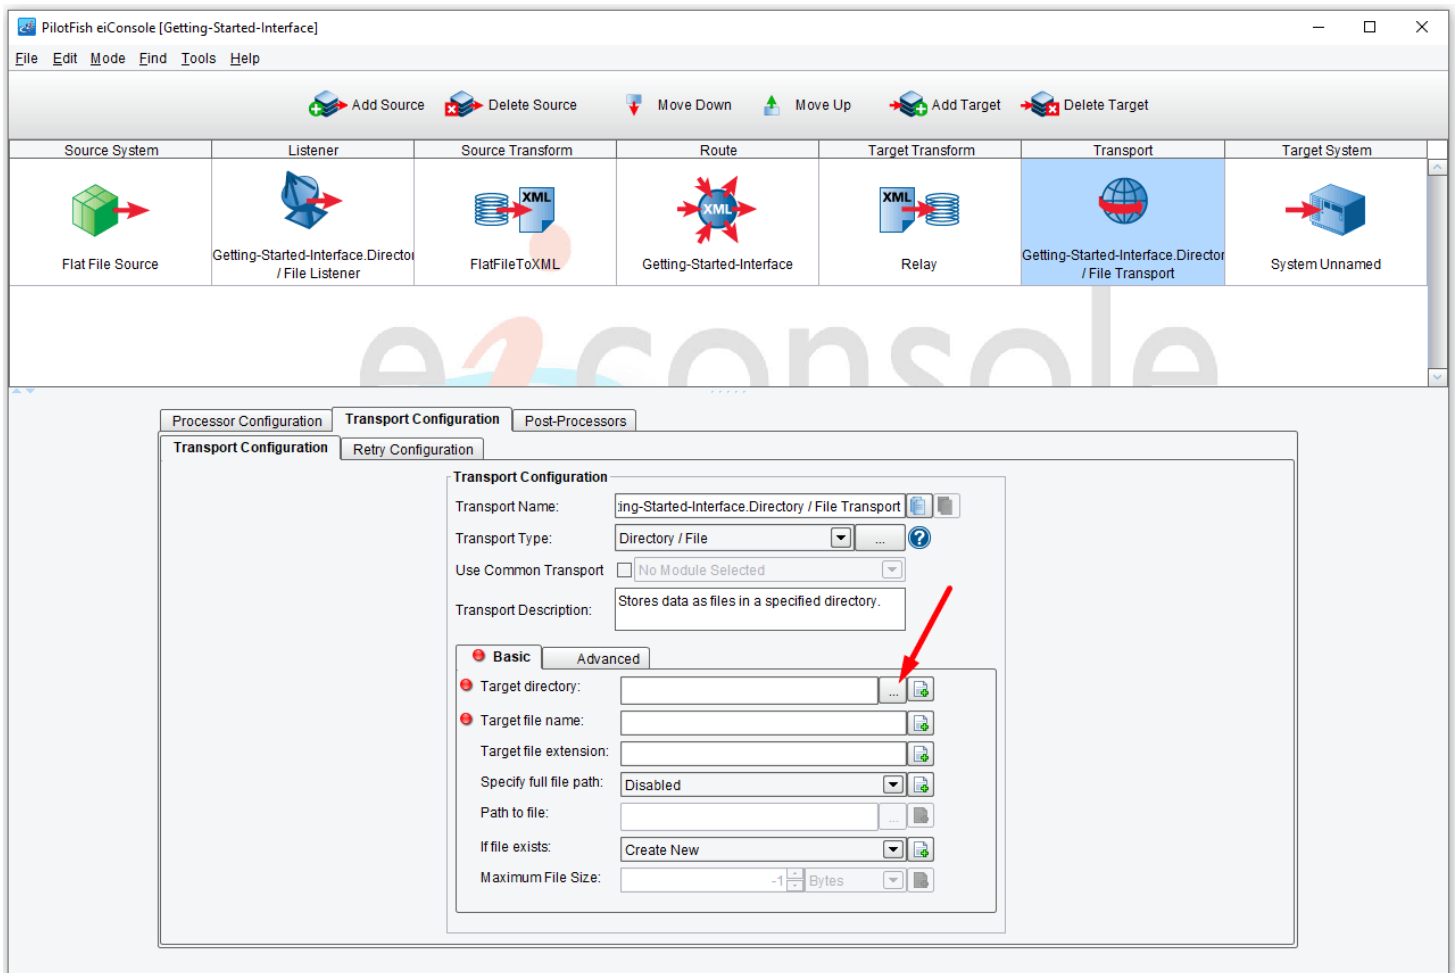 PilotFish eiConsole [Getting-Started-Interface]
File Edit Mode Find Tools Help
Add Source Delete Source Move Down Move Up Add Target Delete Target
Source System Listener Source Transform Route Target Transform Transport Target System
XML XML XML
Flat File Source
Getting-Started-Interface.Director
/ File Listener
FlatFileToXML
Getting-Started-Interface
Relay
Getting-Started-Interface.Director
/ File Transport
System Unnamed
eiconsole
Processor Configuration Transport Configuration Post-Processors
Transport Configuration Retry Configuration
Transport Configuration
Transport Name: ing-Started-Interface.Directory / File Transport
Transport Type: Directory / File ... ?
Use Common Transport No Module Selected
Transport Description: Stores data as files in a specified directory.
Basic Advanced
Target directory: ...
Target file name:
Target file extension:
Specify full file path: Disabled
Path to file: ...
If file exists: Create New
Maximum File Size: -1 Bytes